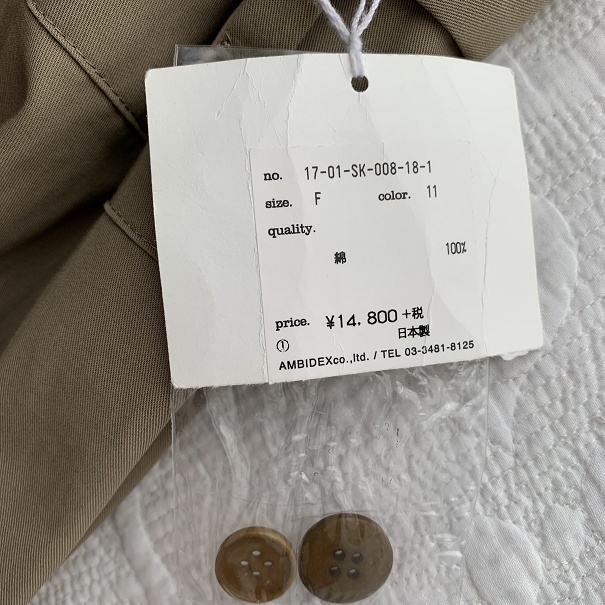 no. 17-01-SK-008-18-1
size. F color. 11
quality.
綿 100%
price. ¥14,800+税
① 日本製
AMBIDEXco.,ltd. / TEL 03-3481-8125